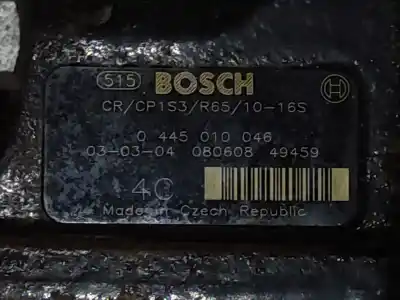 515 BOSCH
CR/CP1S3/R65/10-16S
0 445 010 046
03-03-04 080608 49459
4C
Made in Czech Republic